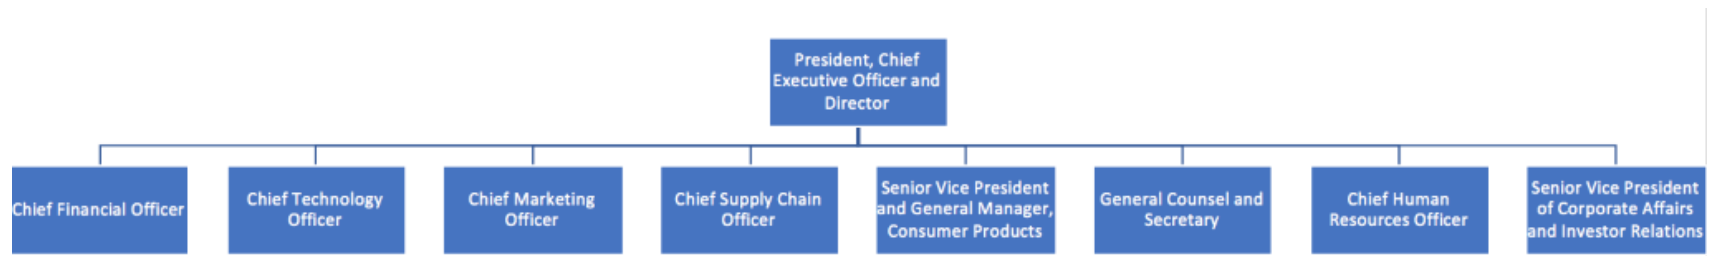 President, Chief
Executive Officer and
Director
Chief Financial Officer
Chief Technology
Officer
Chief Marketing
Officer
Chief Supply Chain
Officer
Senior Vice President
and General Manager,
Consumer Products
General Counsel and
Secretary
Chief Human
Resources Officer
Senior Vice President
of Corporate Affairs
and Investor Relations